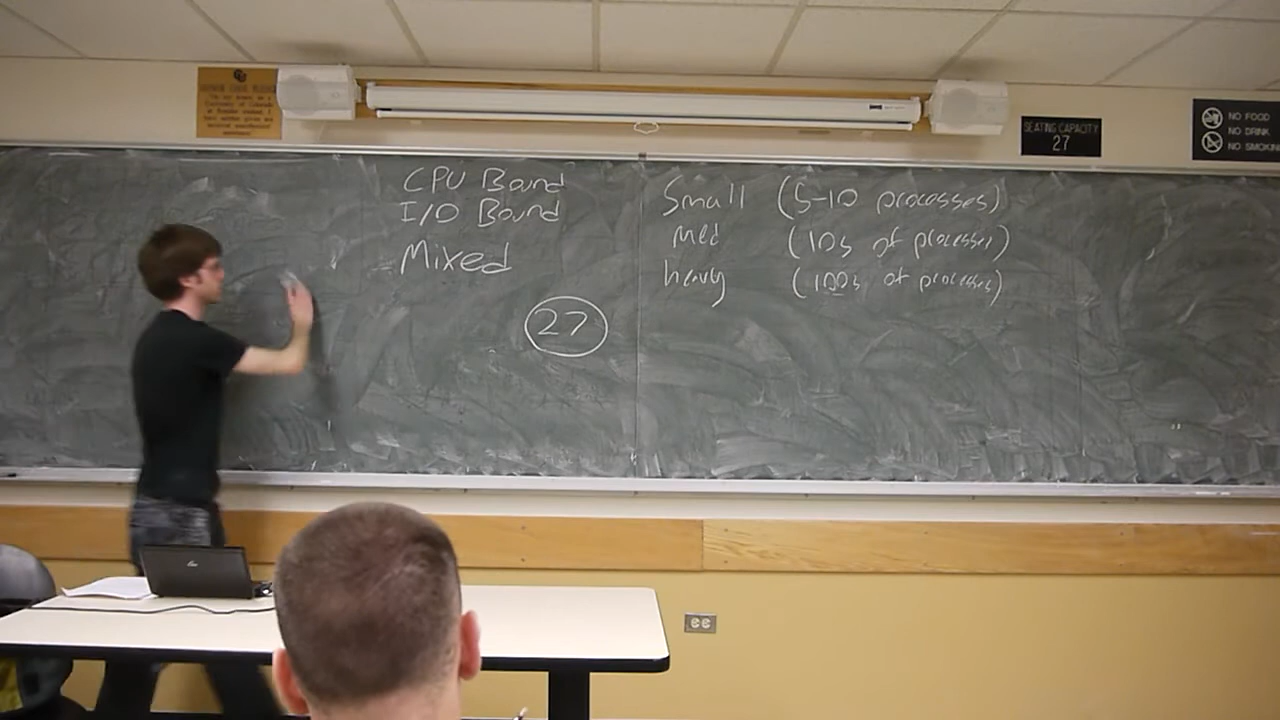 CPU Bound
I/O Bound
Mixed
27
Small (5-10 processes)
Med (10s of processes)
heavy (100s of processes)
SEATING CAPACITY
27
NO FOOD
NO DRINK
NO SMOKIN